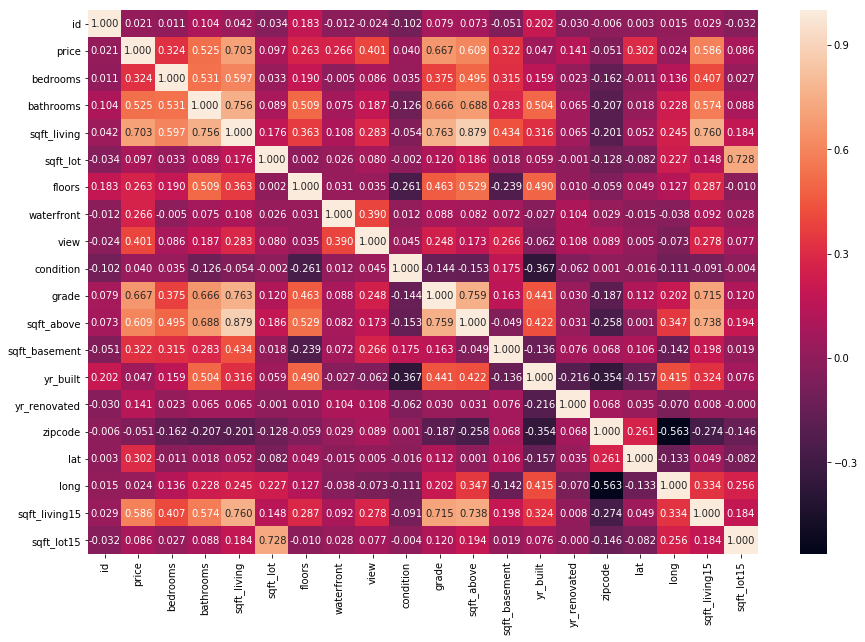 id 1.000 0.021 0.011 0.104 0.042 -0.034 0.183 -0.012 -0.024 -0.102 0.079 0.073 -0.051 0.202 -0.030 -0.006 0.003 0.015 0.029 -0.032
0.9
price 0.021 1.000 0.324 0.525 0.703 0.097 0.263 0.266 0.401 0.040 0.667 0.609 0.322 0.047 0.141 -0.051 0.302 0.024 0.586 0.086
bedrooms 0.011 0.324 1.000 0.531 0.597 0.033 0.190 -0.005 0.086 0.035 0.375 0.495 0.315 0.159 0.023 -0.162 -0.011 0.136 0.407 0.027
bathrooms 0.104 0.525 0.531 1.000 0.756 0.089 0.509 0.075 0.187 -0.126 0.666 0.688 0.283 0.504 0.065 -0.207 0.018 0.228 0.574 0.088
sqft_living 0.042 0.703 0.597 0.756 1.000 0.176 0.363 0.108 0.283 -0.054 0.763 0.879 0.434 0.316 0.065 -0.201 0.052 0.245 0.760 0.184
0.6
sqft_lot -0.034 0.097 0.033 0.089 0.176 1.000 0.002 0.026 0.080 -0.002 0.120 0.186 0.018 0.059 -0.001 -0.128 -0.082 0.227 0.148 0.728
floors 0.183 0.263 0.190 0.509 0.363 0.002 1.000 0.031 0.035 -0.261 0.463 0.529 -0.239 0.490 0.010 -0.059 0.049 0.127 0.287 -0.010
waterfront -0.012 0.266 -0.005 0.075 0.108 0.026 0.031 1.000 0.390 0.012 0.088 0.082 0.072 -0.027 0.104 0.029 -0.015 -0.038 0.092 0.028
view -0.024 0.401 0.086 0.187 0.283 0.080 0.035 0.390 1.000 0.045 0.248 0.173 0.266 -0.062 0.108 0.089 0.005 -0.073 0.278 0.077
0.3
condition -0.102 0.040 0.035 -0.126 -0.054 -0.002 -0.261 0.012 0.045 1.000 -0.144 -0.153 0.175 -0.367 -0.062 0.001 -0.016 -0.111 -0.091 -0.004
grade 0.079 0.667 0.375 0.666 0.763 0.120 0.463 0.088 0.248 -0.144 1.000 0.759 0.163 0.441 0.030 -0.187 0.112 0.202 0.715 0.120
sqft_above 0.073 0.609 0.495 0.688 0.879 0.186 0.529 0.082 0.173 -0.153 0.759 1.000 -0.049 0.422 0.031 -0.258 0.001 0.347 0.738 0.194
sqft_basement -0.051 0.322 0.315 0.283 0.434 0.018 -0.239 0.072 0.266 0.175 0.163 -0.049 1.000 -0.136 0.076 0.068 0.106 -0.142 0.198 0.019
0.0
yr_built 0.202 0.047 0.159 0.504 0.316 0.059 0.490 -0.027 -0.062 -0.367 0.441 0.422 -0.136 1.000 -0.216 -0.354 -0.157 0.415 0.324 0.076
yr_renovated -0.030 0.141 0.023 0.065 0.065 -0.001 0.010 0.104 0.108 -0.062 0.030 0.031 0.076 -0.216 1.000 0.068 0.035 -0.070 0.008 -0.000
zipcode -0.006 -0.051 -0.162 -0.207 -0.201 -0.128 -0.059 0.029 0.089 0.001 -0.187 -0.258 0.068 -0.354 0.068 1.000 0.261 -0.563 -0.274 -0.146
lat 0.003 0.302 -0.011 0.018 0.052 -0.082 0.049 -0.015 0.005 -0.016 0.112 0.001 0.106 -0.157 0.035 0.261 1.000 -0.133 0.049 -0.082
-0.3
long 0.015 0.024 0.136 0.228 0.245 0.227 0.127 -0.038 -0.073 -0.111 0.202 0.347 -0.142 0.415 -0.070 -0.563 -0.133 1.000 0.334 0.256
sqft_living15 0.029 0.586 0.407 0.574 0.760 0.148 0.287 0.092 0.278 -0.091 0.715 0.738 0.198 0.324 0.008 -0.274 0.049 0.334 1.000 0.184
sqft_lot15 -0.032 0.086 0.027 0.088 0.184 0.728 -0.010 0.028 0.077 -0.004 0.120 0.194 0.019 0.076 -0.000 -0.146 -0.082 0.256 0.184 1.000
id price bedrooms bathrooms sqft_living sqft_lot floors waterfront view condition grade sqft_above sqft_basement yr_built yr_renovated zipcode lat long sqft_living15 sqft_lot15